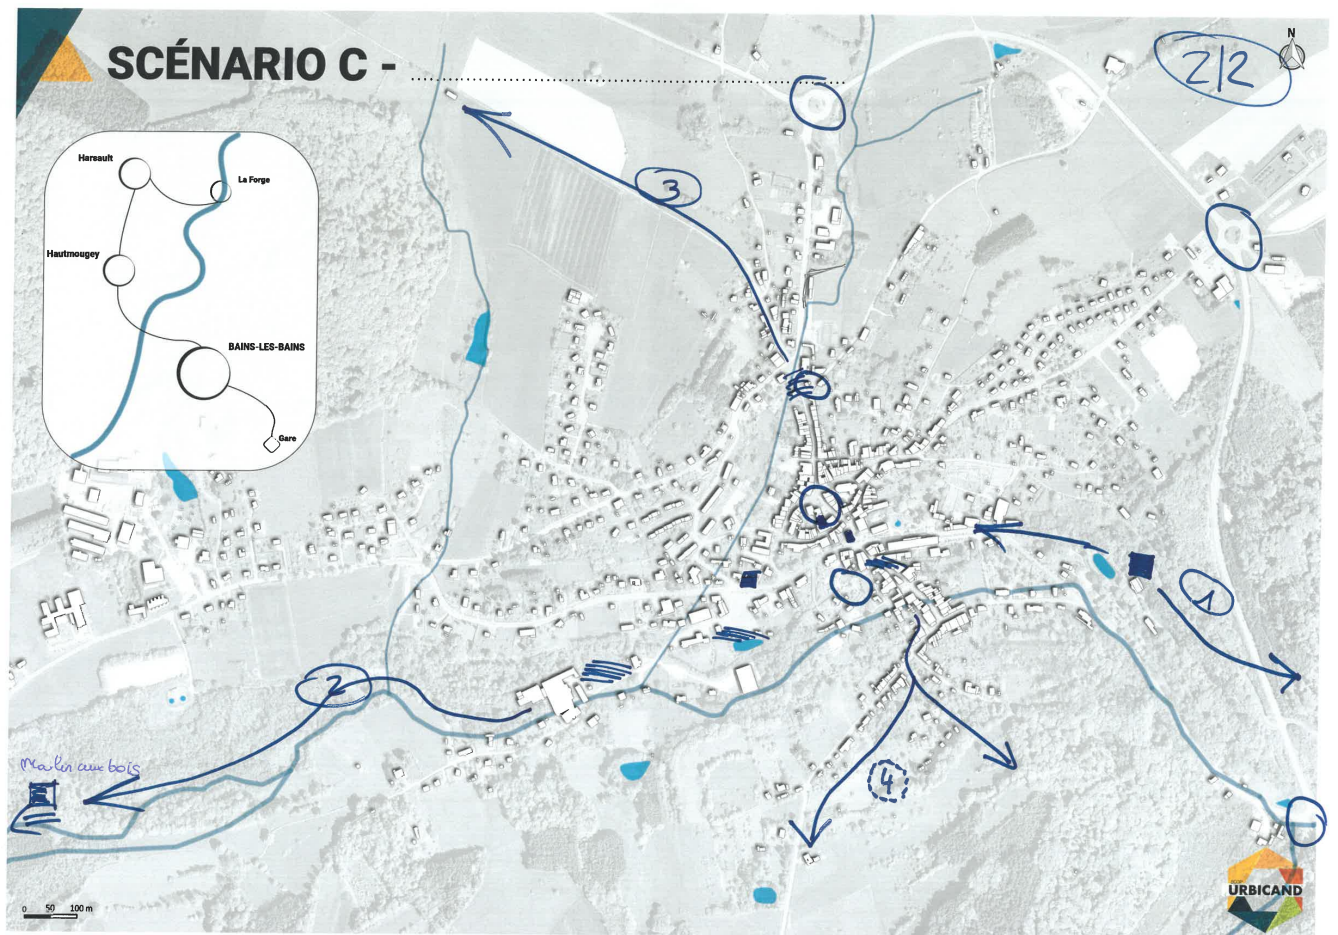 SCÉNARIO C -
2|2
N
Harsault
La Forge
Hautmougey
BAINS-LES-BAINS
Gare
3
1
2
Moulin aux bois
4
0 50 100 m
SCOP
URBICAND